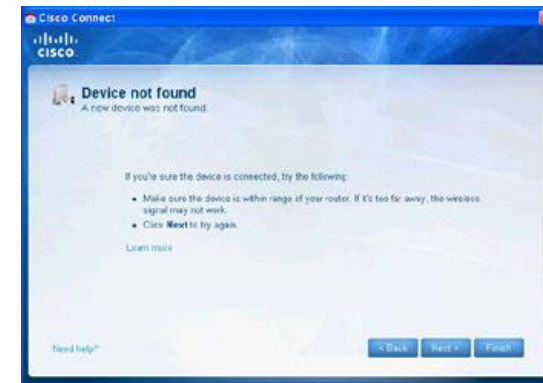 Cisco Connect
CISCO
Device not found
A new device was not found.
If you're sure the device is connected, try the following:
• Make sure the device is within range of your router. If it's too far away, the wireless
signal may not work.
• Click Next to try again.
Learn more
Need help?
< Back Next > Finish